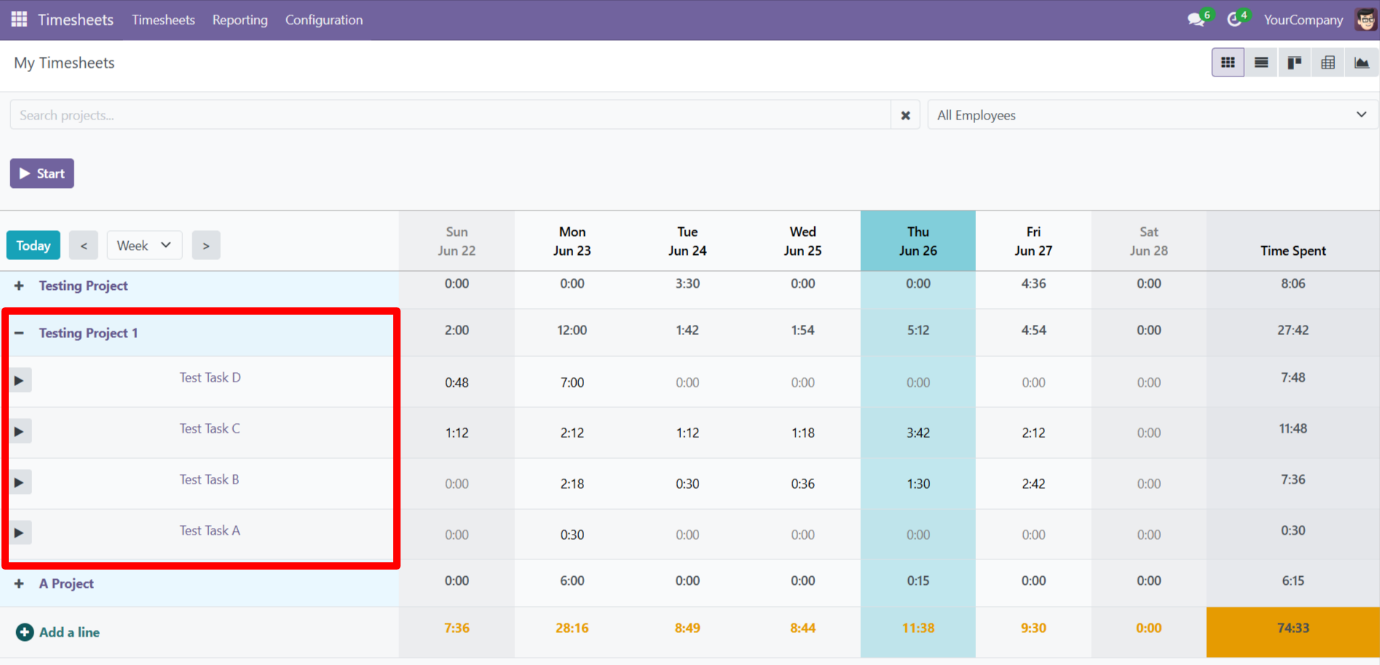 Timesheets Timesheets Reporting Configuration 6 4 YourCompany
My Timesheets
Search projects... All Employees
Start
Today < Week > Sun Jun 22 Mon Jun 23 Tue Jun 24 Wed Jun 25 Thu Jun 26 Fri Jun 27 Sat Jun 28 Time Spent
+ Testing Project 0:00 0:00 3:30 0:00 0:00 4:36 0:00 8:06
− Testing Project 1 2:00 12:00 1:42 1:54 5:12 4:54 0:00 27:42
Test Task D 0:48 7:00 0:00 0:00 0:00 0:00 0:00 7:48
Test Task C 1:12 2:12 1:12 1:18 3:42 2:12 0:00 11:48
Test Task B 0:00 2:18 0:30 0:36 1:30 2:42 0:00 7:36
Test Task A 0:00 0:30 0:00 0:00 0:00 0:00 0:00 0:30
+ A Project 0:00 6:00 0:00 0:00 0:15 0:00 0:00 6:15
Add a line 7:36 28:16 8:49 8:44 11:38 9:30 0:00 74:33